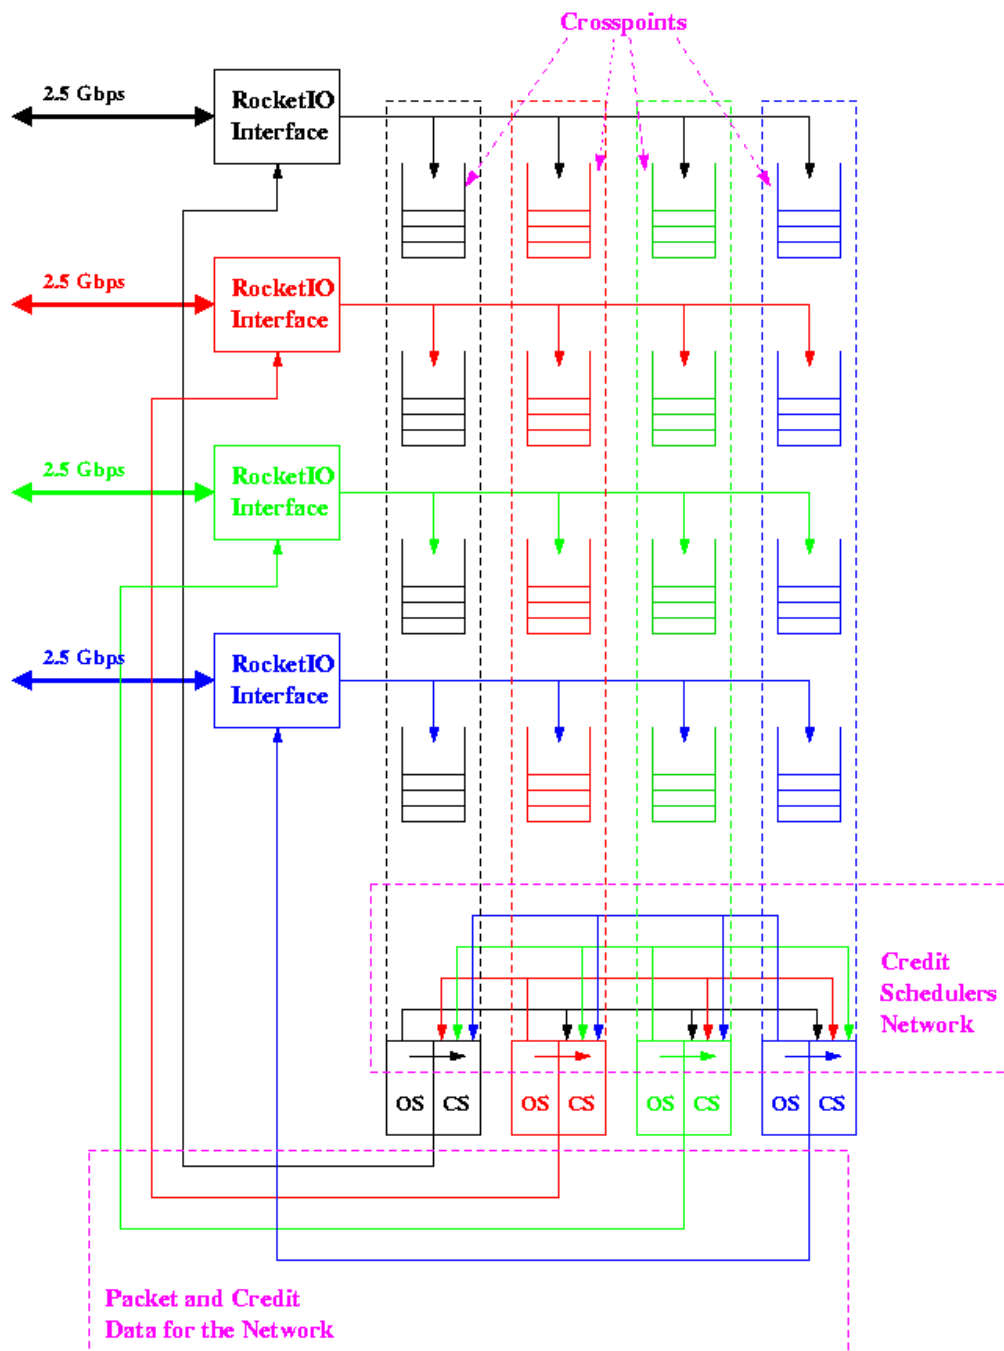 Crosspoints
2.5 Gbps
RocketIO
Interface
2.5 Gbps
RocketIO
Interface
2.5 Gbps
RocketIO
Interface
2.5 Gbps
RocketIO
Interface
Credit
Schedulers
Network
OS CS OS CS OS CS OS CS
Packet and Credit
Data for the Network